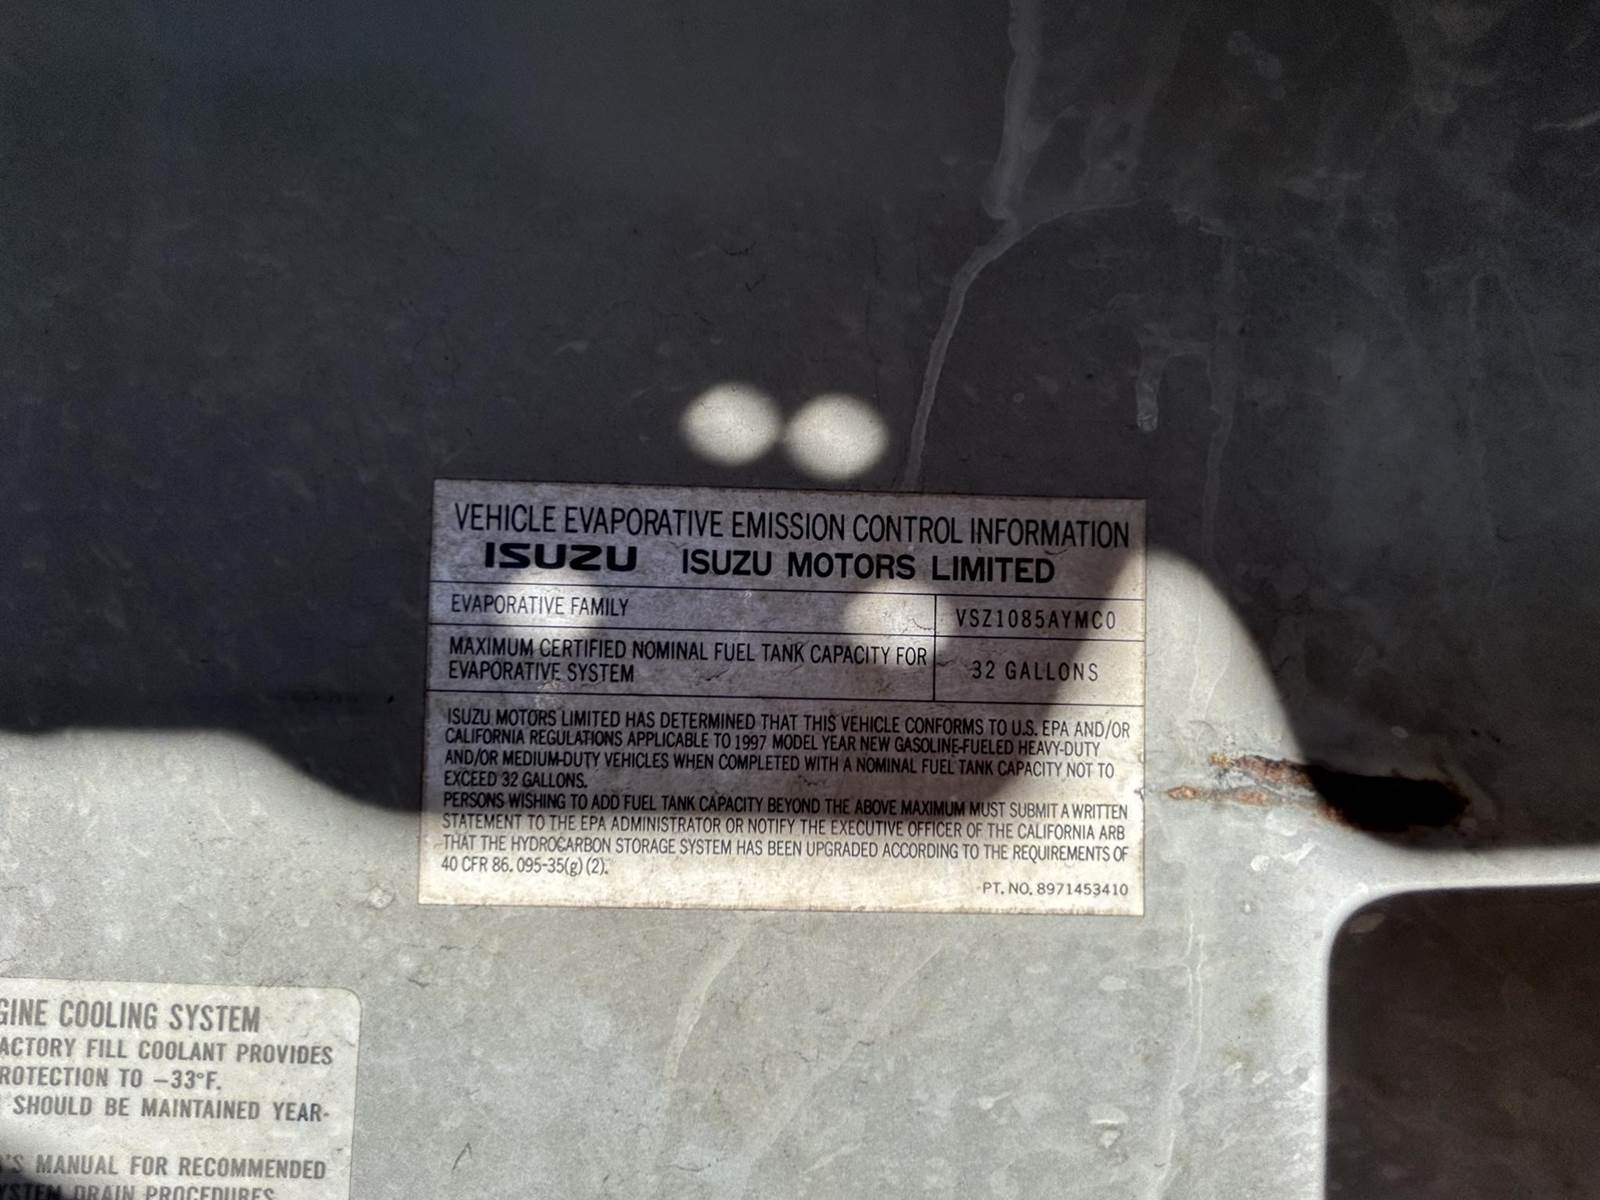 VEHICLE EVAPORATIVE EMISSION CONTROL INFORMATION
ISUZU ISUZU MOTORS LIMITED
EVAPORATIVE FAMILY VSZ1085AYMC0
MAXIMUM CERTIFIED NOMINAL FUEL TANK CAPACITY FOR
EVAPORATIVE SYSTEM 32 GALLONS
ISUZU MOTORS LIMITED HAS DETERMINED THAT THIS VEHICLE CONFORMS TO U.S. EPA AND/OR
CALIFORNIA REGULATIONS APPLICABLE TO 1997 MODEL YEAR NEW GASOLINE-FUELED HEAVY-DUTY
AND/OR MEDIUM-DUTY VEHICLES WHEN COMPLETED WITH A NOMINAL FUEL TANK CAPACITY NOT TO
EXCEED 32 GALLONS.
PERSONS WISHING TO ADD FUEL TANK CAPACITY BEYOND THE ABOVE MAXIMUM MUST SUBMIT A WRITTEN
STATEMENT TO THE EPA ADMINISTRATOR OR NOTIFY THE EXECUTIVE OFFICER OF THE CALIFORNIA ARB
THAT THE HYDROCARBON STORAGE SYSTEM HAS BEEN UPGRADED ACCORDING TO THE REQUIREMENTS OF
40 CFR 86. 095-35(g) (2).
PT. NO. 8971453410
GINE COOLING SYSTEM
ACTORY FILL COOLANT PROVIDES
ROTECTION TO –33°F.
SHOULD BE MAINTAINED YEAR-
'S MANUAL FOR RECOMMENDED
YSTEM DRAIN PROCEDURES